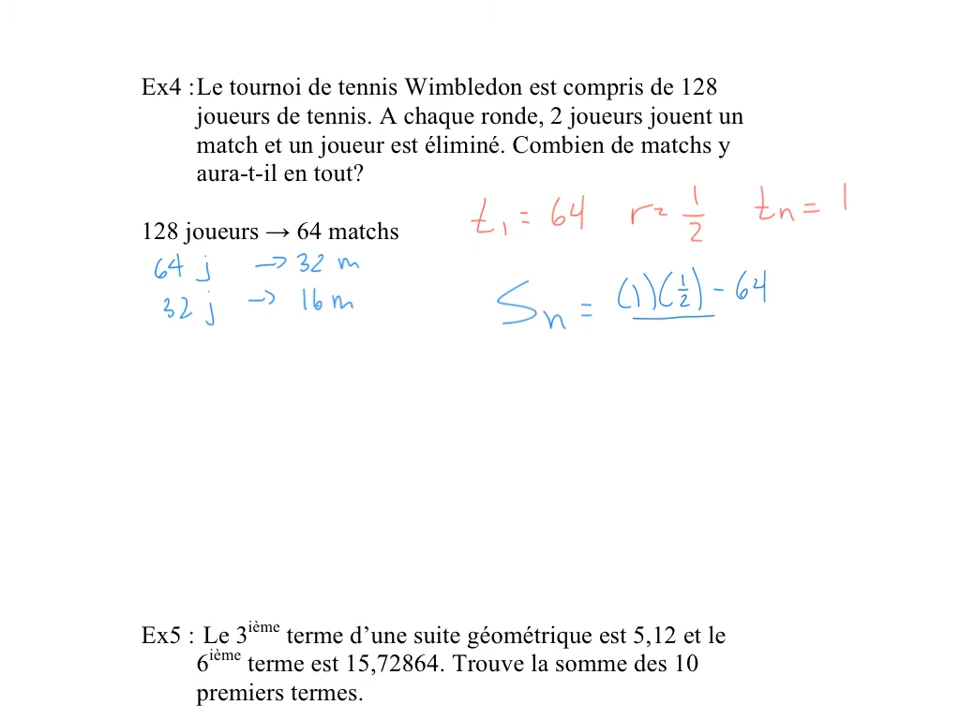 Ex4 :Le tournoi de tennis Wimbledon est compris de 128
joueurs de tennis. A chaque ronde, 2 joueurs jouent un
match et un joueur est éliminé. Combien de matchs y
aura-t-il en tout?
t₁ = 64 r = 1/2 tn = 1
128 joueurs → 64 matchs
64 j → 32 m
32 j → 16 m
Sn = (1)(1/2) - 64
Ex5 : Le 3ième terme d’une suite géométrique est 5,12 et le
6ième terme est 15,72864. Trouve la somme des 10
premiers termes.